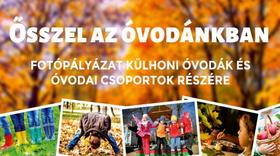 ŐSSZEL AZ ÓVODÁNKBAN
FOTÓPÁLYÁZAT KÜLHONI ÓVODÁK ÉS
ÓVODAI CSOPORTOK RÉSZÉRE